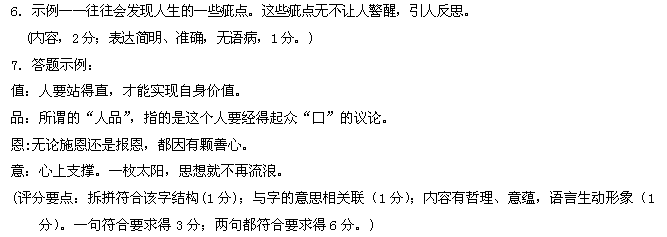 6. 示例一一往往会发现人生的一些疵点。这些疵点无不让人警醒，引人反思。
(内容，2分；表达简明、准确，无语病，1分。)
7. 答题示例：
值：人要站得直，才能实现自身价值。
品：所谓的“人品”，指的是这个人要经得起众“口”的议论。
恩:无论施恩还是报恩，都因有颗善心。
意：心上支撑。一枚太阳，思想就不再流浪。
(评分要点：拆拼符合该字结构(1分)；与字的意思相关联（1分)；内容有哲理、意蕴，语言生动形象（1
分)。一句符合要求得3分；两句都符合要求得6分。)